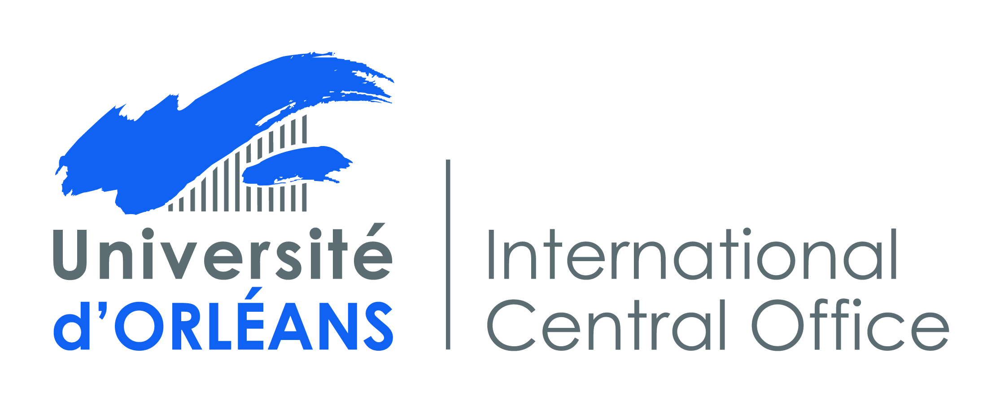 Université
d’ORLÉANS
International
Central Office